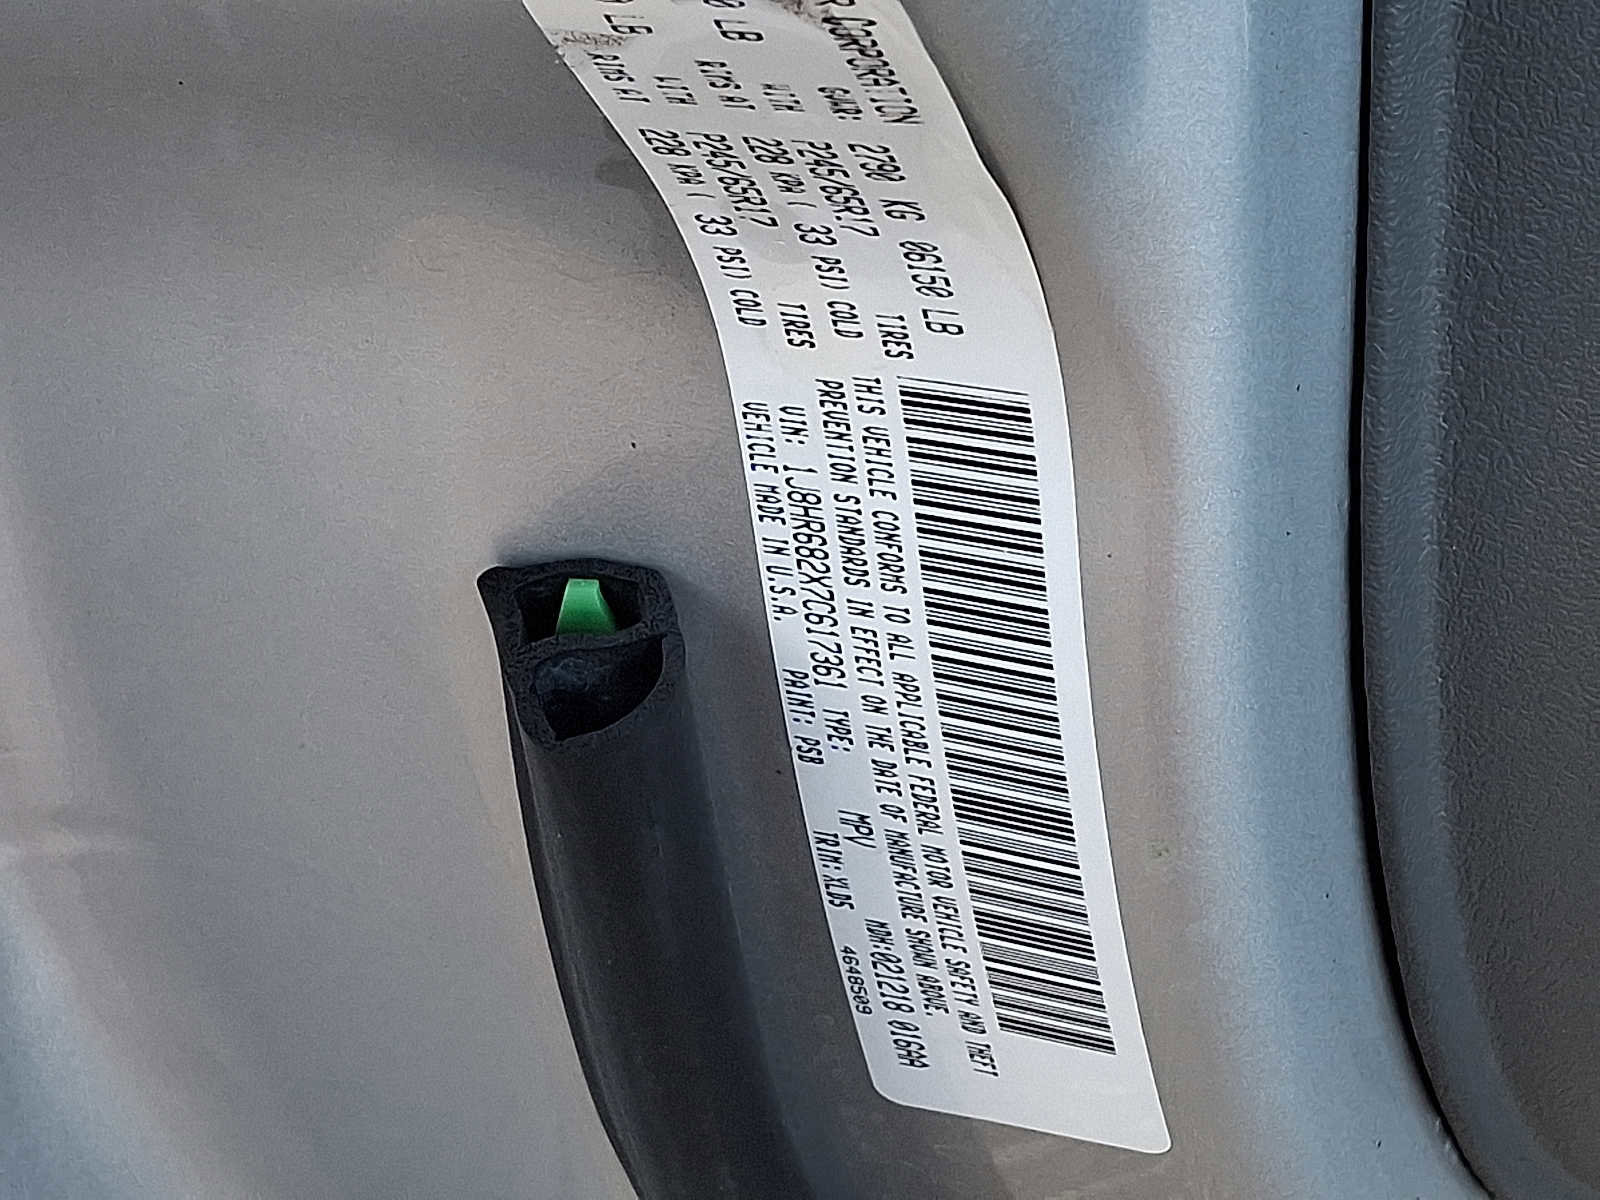 R CORPORATION
GVWR: 2790 KG 06150 LB
P245/65R17 TIRES
WITH 228 KPA ( 33 PSI) COLD
0 LB RIMS AT P245/65R17 TIRES
WITH 228 KPA ( 33 PSI) COLD
LB RIMS AT
THIS VEHICLE CONFORMS TO ALL APPLICABLE FEDERAL MOTOR VEHICLE SAFETY AND THEFT
PREVENTION STANDARDS IN EFFECT ON THE DATE OF MANUFACTURE SHOWN ABOVE.
VIN: 1J8HR682X7C617361 TYPE: MPV MDH:021218 016AA
VEHICLE MADE IN U.S.A. PAINT: PSB TRIM:XLDS 4648509